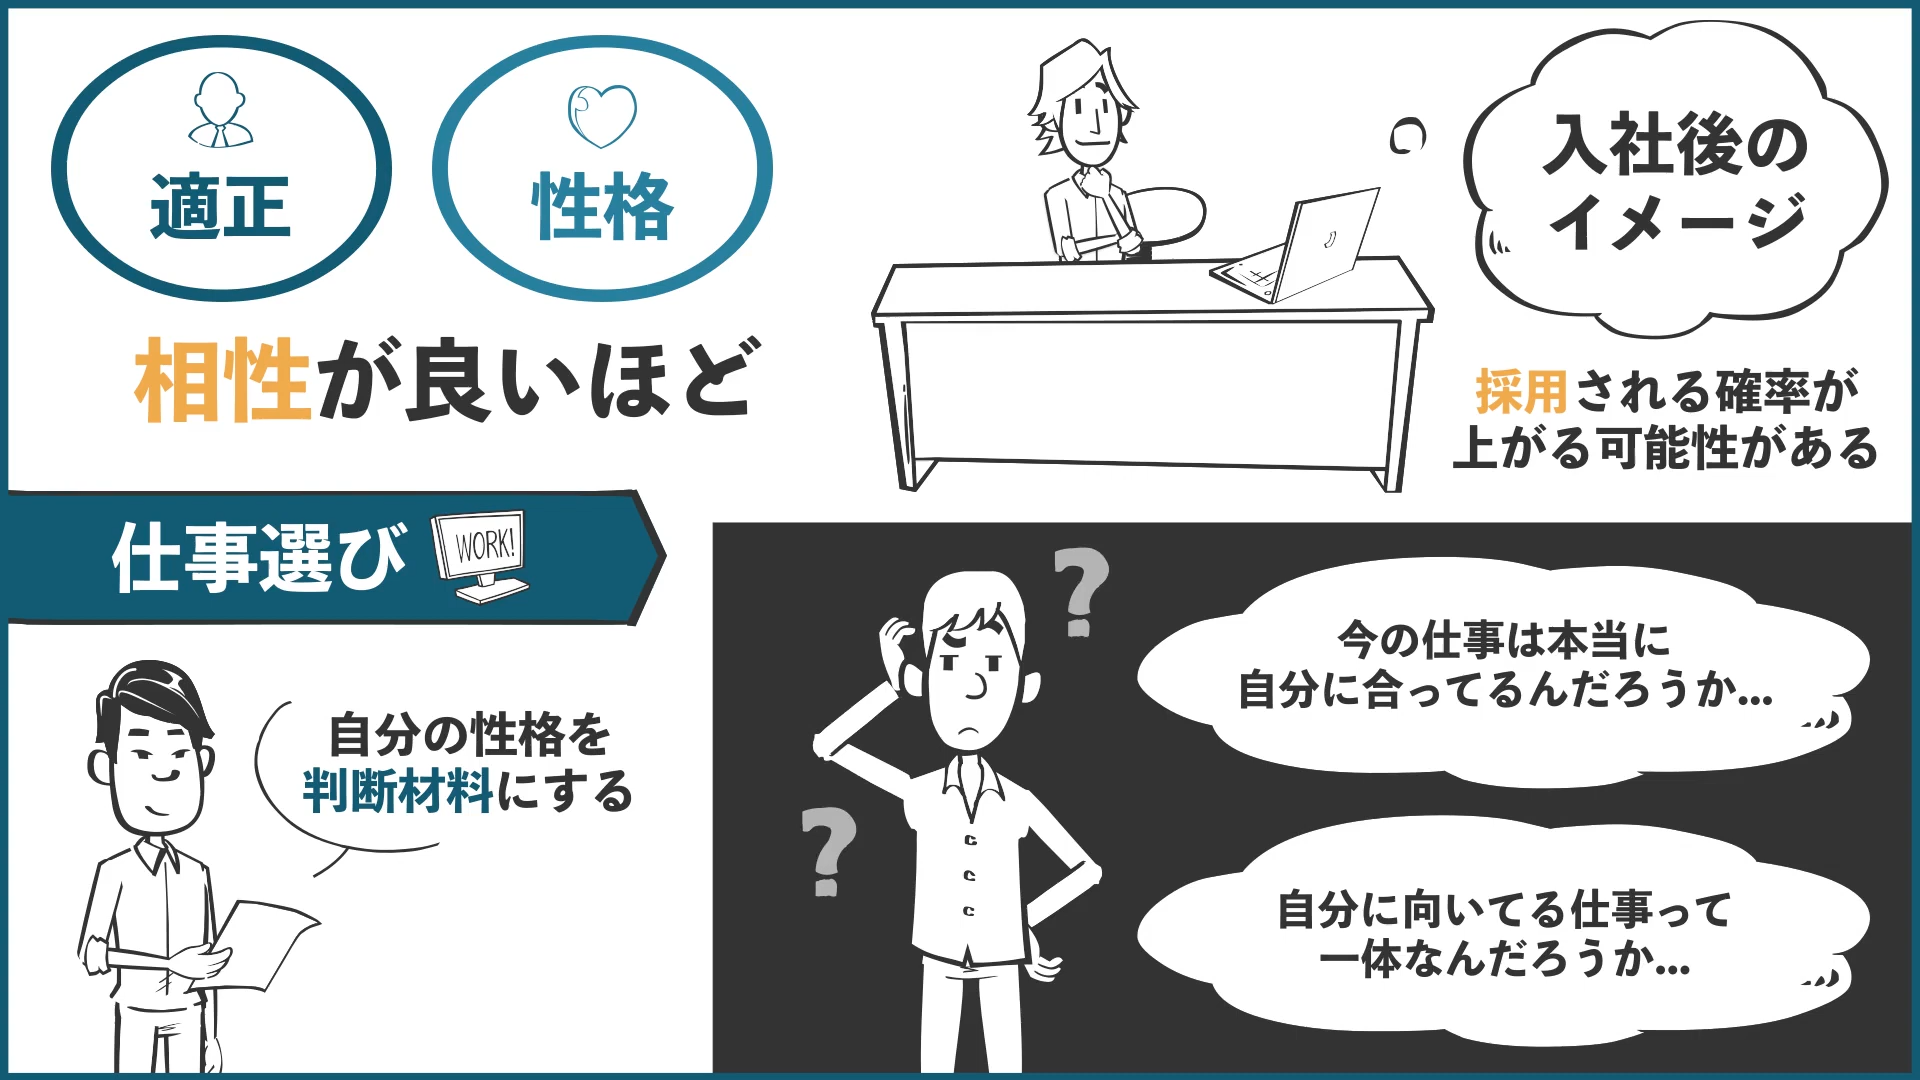 適正
性格
相性が良いほど
入社後の
イメージ
採用される確率が
上がる可能性がある
仕事選び
WORK!
自分の性格を
判断材料にする
?
?
今の仕事は本当に
自分に合ってるんだろうか...
自分に向いてる仕事って
一体なんだろうか...